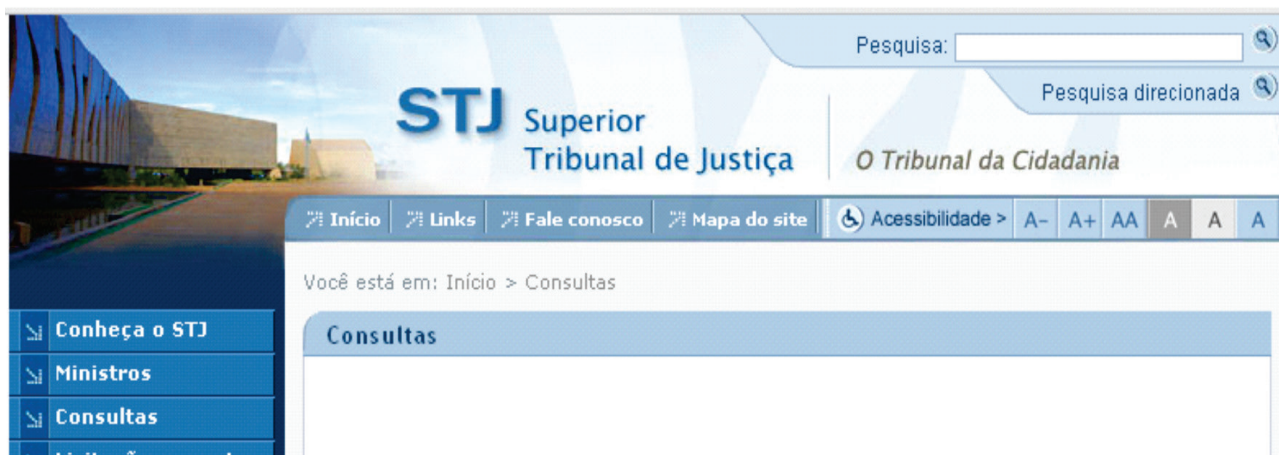 Pesquisa:
Pesquisa direcionada
STJ Superior
Tribunal de Justiça
O Tribunal da Cidadania
Início Links Fale conosco Mapa do site Acessibilidade > A- A+ AA A A A
Você está em: Início > Consultas
Conheça o STJ
Ministros
Consultas
Consultas